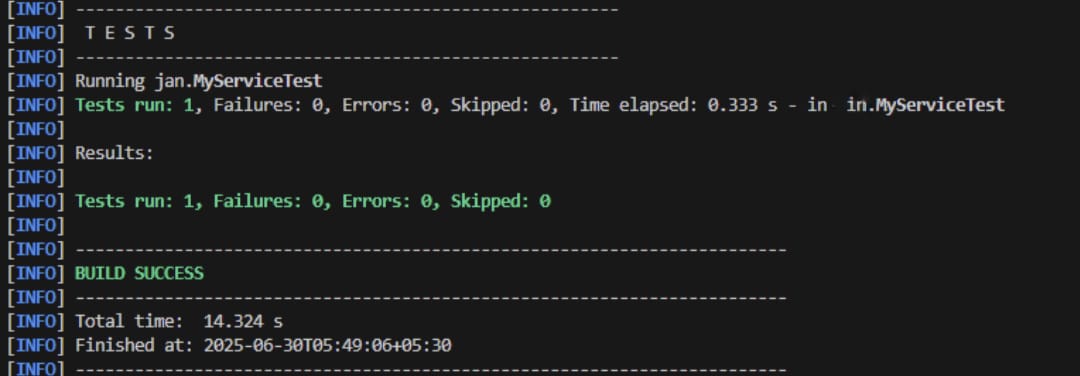 [INFO] -------------------------------------------------------
[INFO]  T E S T S
[INFO] -------------------------------------------------------
[INFO] Running jan.MyServiceTest
[INFO] Tests run: 1, Failures: 0, Errors: 0, Skipped: 0, Time elapsed: 0.333 s - in in.MyServiceTest
[INFO]
[INFO] Results:
[INFO]
[INFO] Tests run: 1, Failures: 0, Errors: 0, Skipped: 0
[INFO]
[INFO] ------------------------------------------------------------------------
[INFO] BUILD SUCCESS
[INFO] ------------------------------------------------------------------------
[INFO] Total time:  14.324 s
[INFO] Finished at: 2025-06-30T05:49:06+05:30
[INFO] ------------------------------------------------------------------------